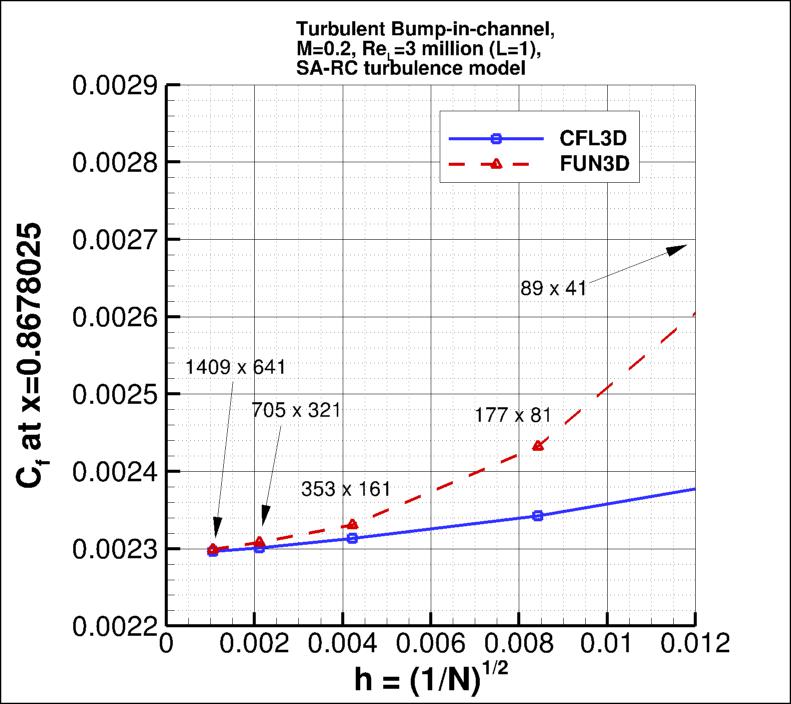 Turbulent Bump-in-channel,
M=0.2, Re_L=3 million (L=1),
SA-RC turbulence model
0.0029
CFL3D
0.0028
FUN3D
0.0027
89 x 41
0.0026
1409 x 641
0.0025
705 x 321
177 x 81
0.0024
353 x 161
0.0023
0.0022
C_f at x=0.8678025
0 0.002 0.004 0.006 0.008 0.01 0.012
h = (1/N)^1/2